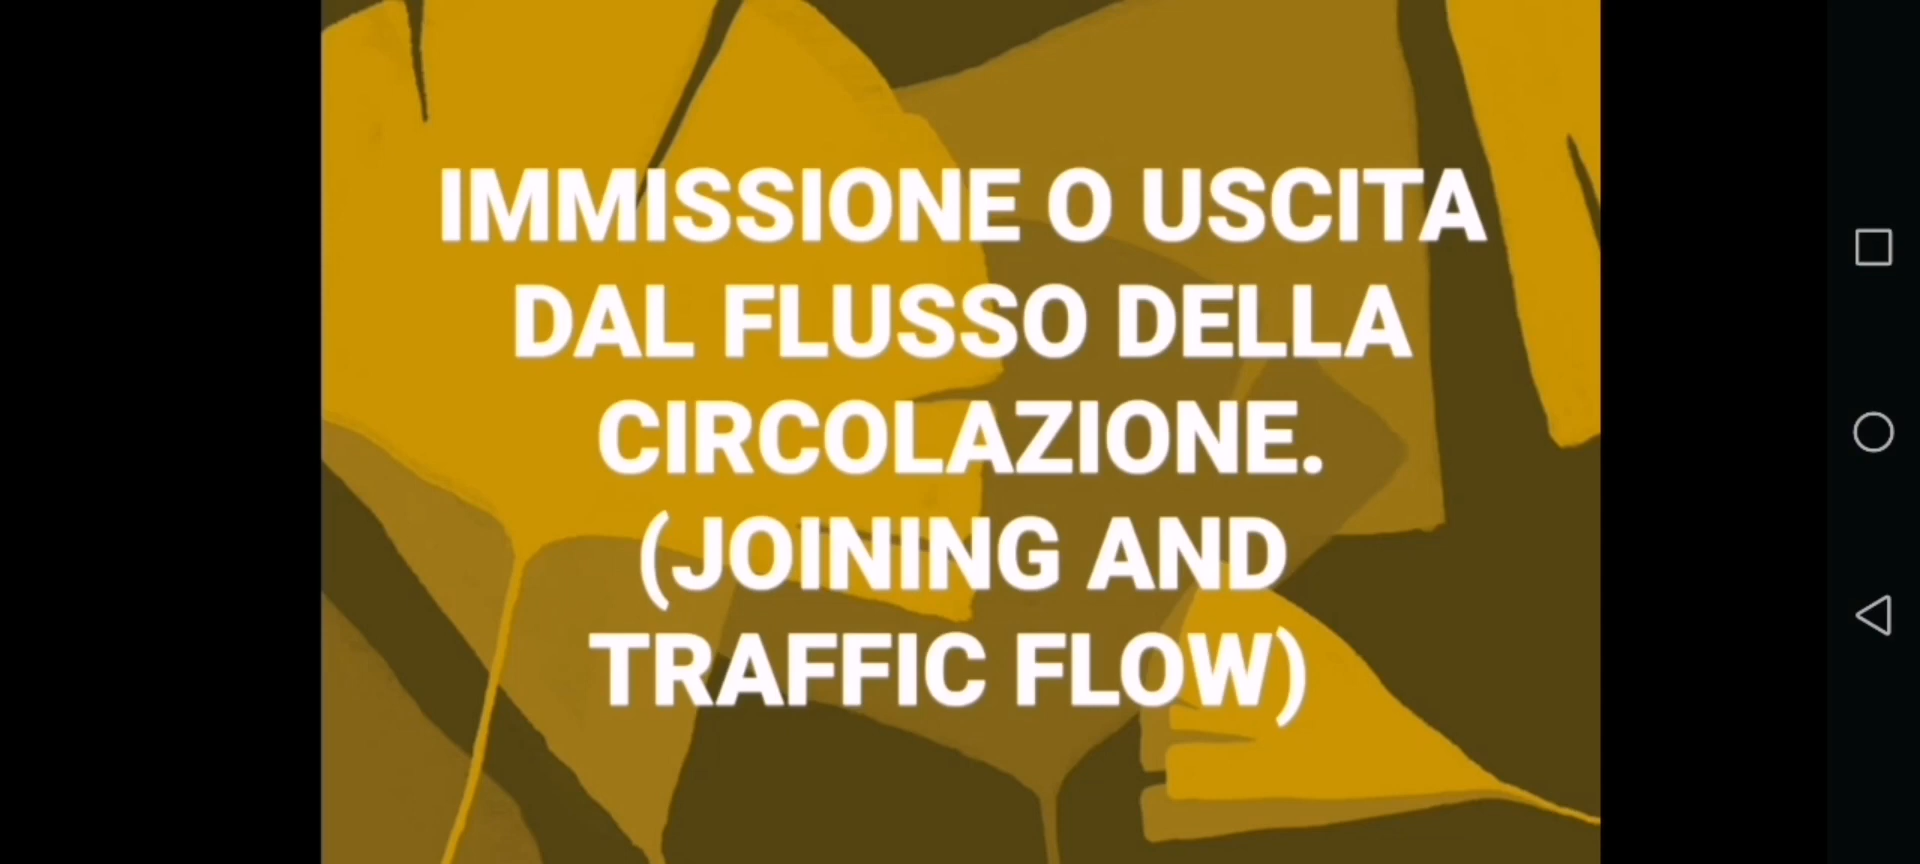 IMMISSIONE O USCITA
DAL FLUSSO DELLA
CIRCOLAZIONE.
(JOINING AND
TRAFFIC FLOW)